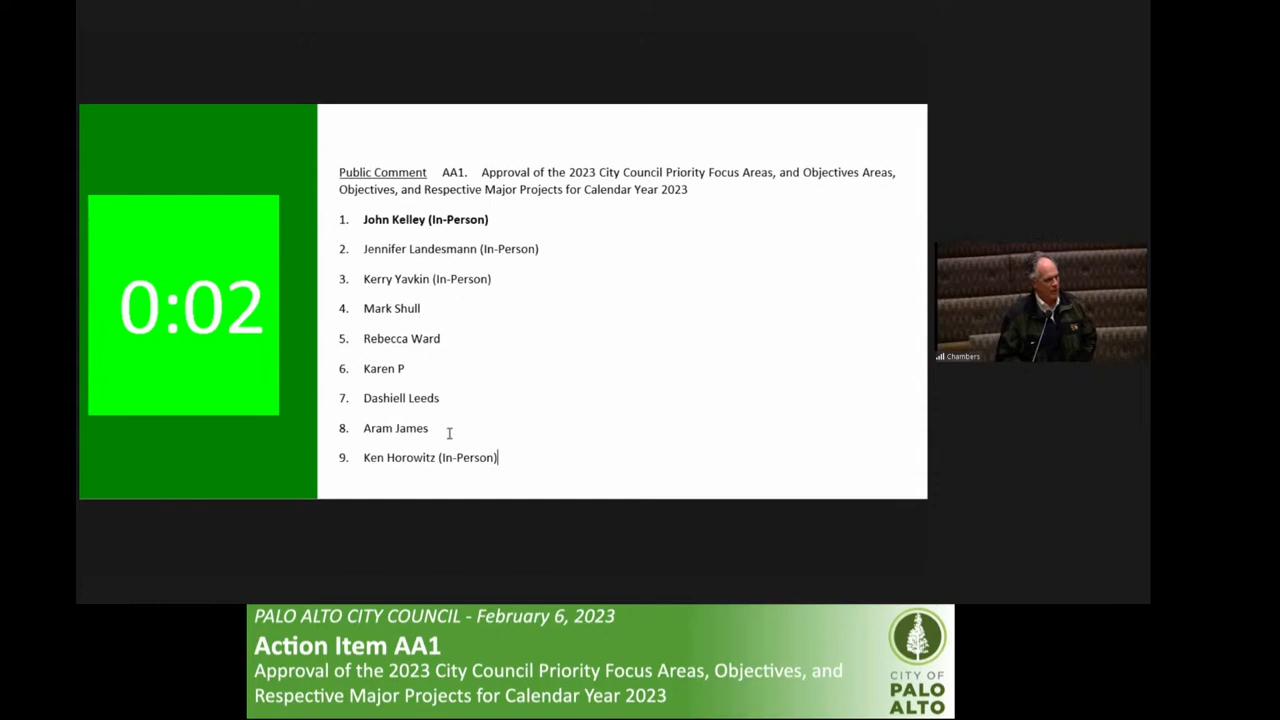 0:02
Public Comment AA1. Approval of the 2023 City Council Priority Focus Areas, and Objectives Areas,
Objectives, and Respective Major Projects for Calendar Year 2023
1. John Kelley (In-Person)
2. Jennifer Landesmann (In-Person)
3. Kerry Yavkin (In-Person)
4. Mark Shull
5. Rebecca Ward
6. Karen P
7. Dashiell Leeds
8. Aram James
9. Ken Horowitz (In-Person)
Chambers
PALO ALTO CITY COUNCIL - February 6, 2023
Action Item AA1
Approval of the 2023 City Council Priority Focus Areas, Objectives, and
Respective Major Projects for Calendar Year 2023
CITY OF
PALO
ALTO